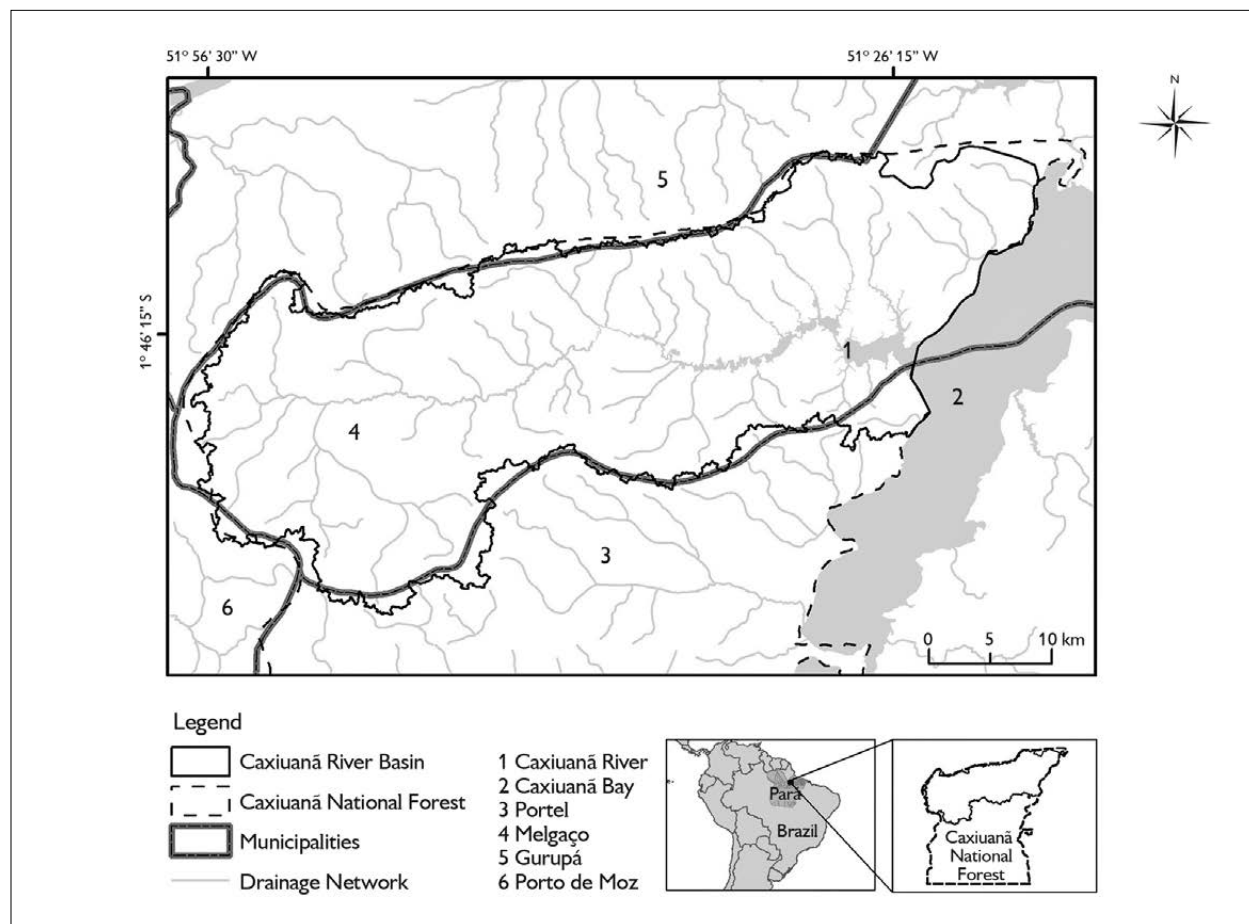 51° 56' 30" W
51° 26' 15" W
N
5
1° 46' 15" S
1
2
4
3
6
0 5 10 km
Legend
Caxiuanã River Basin
Caxiuanã National Forest
Municipalities
Drainage Network
1 Caxiuanã River
2 Caxiuanã Bay
3 Portel
4 Melgaço
5 Gurupá
6 Porto de Moz
Pará
Brazil
Caxiuanã
National
Forest